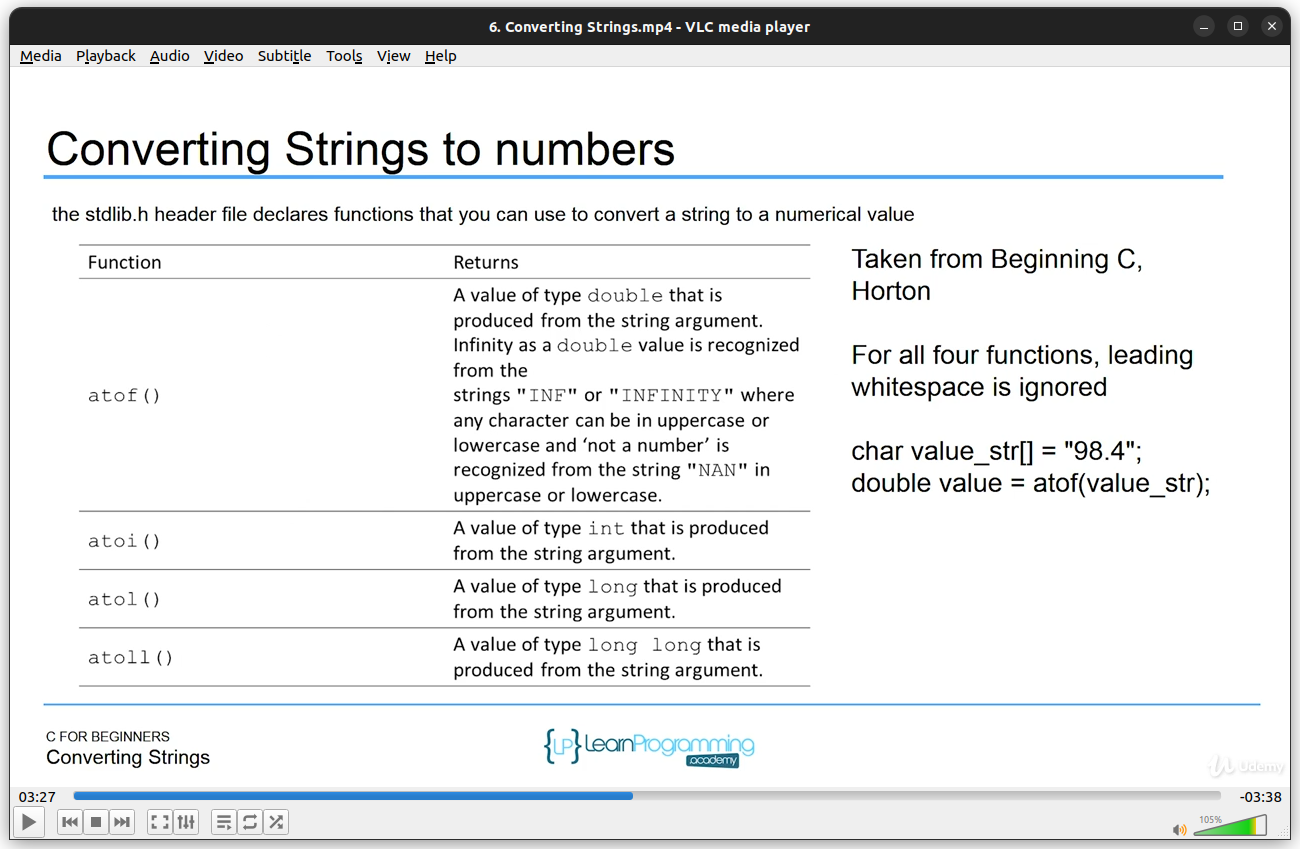 6. Converting Strings.mp4 - VLC media player
Media Playback Audio Video Subtitle Tools View Help
Converting Strings to numbers
the stdlib.h header file declares functions that you can use to convert a string to a numerical value
Function Returns
atof()
A value of type double that is
produced from the string argument.
Infinity as a double value is recognized
from the
strings "INF" or "INFINITY" where
any character can be in uppercase or
lowercase and ‘not a number’ is
recognized from the string "NAN" in
uppercase or lowercase.
atoi()
A value of type int that is produced
from the string argument.
atol()
A value of type long that is produced
from the string argument.
atoll()
A value of type long long that is
produced from the string argument.
Taken from Beginning C,
Horton
For all four functions, leading
whitespace is ignored
char value_str[] = "98.4";
double value = atof(value_str);
C FOR BEGINNERS
Converting Strings
{LP} LearnProgramming
.academy
Udemy
03:27 -03:38
105%